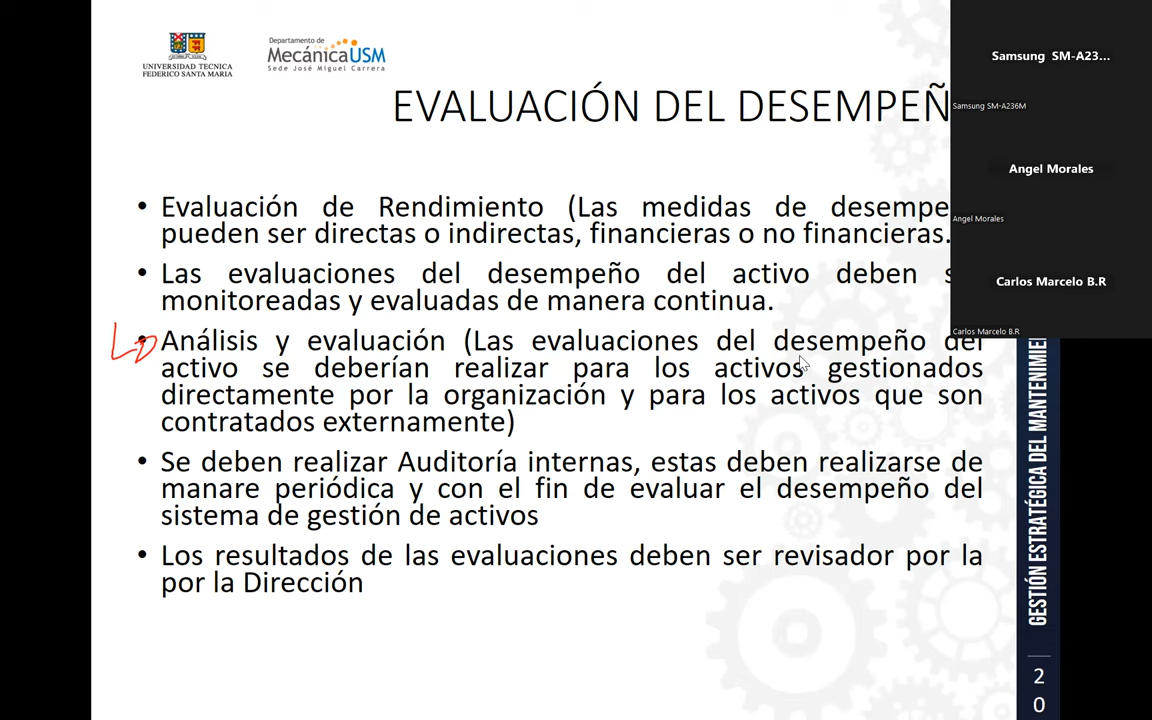 UNIVERSIDAD TECNICA
FEDERICO SANTA MARIA
Departamento de
MecánicaUSM
Sede José Miguel Carrera
EVALUACIÓN DEL DESEMPEÑ
• Evaluación de Rendimiento (Las medidas de desempe
pueden ser directas o indirectas, financieras o no financieras.
• Las evaluaciones del desempeño del activo deben s
monitoreadas y evaluadas de manera continua.
• Análisis y evaluación (Las evaluaciones del desempeño del
activo se deberían realizar para los activos gestionados
directamente por la organización y para los activos que son
contratados externamente)
• Se deben realizar Auditoría internas, estas deben realizarse de
manare periódica y con el fin de evaluar el desempeño del
sistema de gestión de activos
• Los resultados de las evaluaciones deben ser revisador por la
por la Dirección
Samsung SM-A23...
Samsung SM-A236M
Angel Morales
Angel Morales
Carlos Marcelo B.R
Carlos Marcelo B.R
GESTIÓN ESTRATÉGICA DEL MANTENIMIE
2
0